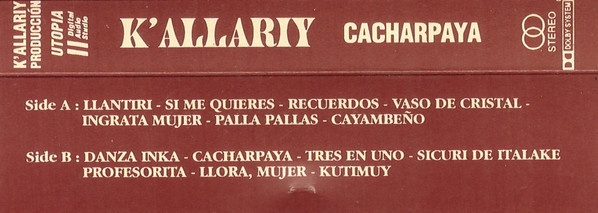 K'ALLARIY
PRODUCCIÓN
UTOPIA
Digital
Audio
Studio
K'ALLARIY
CACHARPAYA
STEREO
DOLBY SYSTEM
Side A : LLANTIRI - SI ME QUIERES - RECUERDOS - VASO DE CRISTAL -
INGRATA MUJER - PALLA PALLAS - CAYAMBEÑO
Side B : DANZA INKA - CACHARPAYA - TRES EN UNO - SICURI DE ITALAKE
PROFESORITA - LLORA, MUJER - KUTIMUY